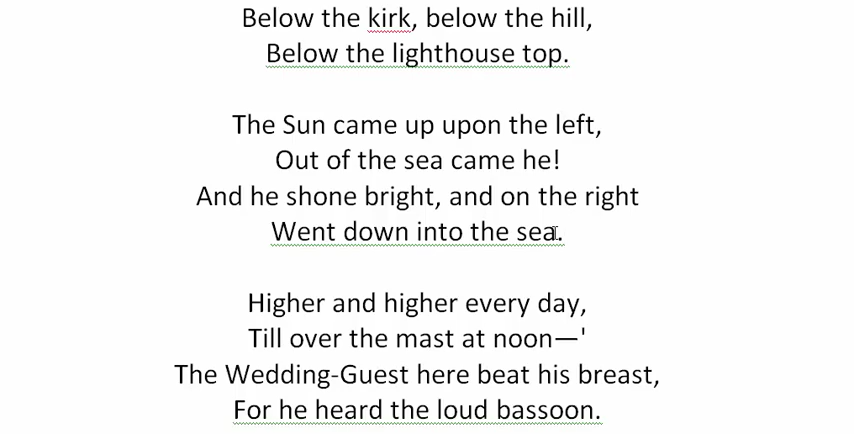 Below the kirk, below the hill,
Below the lighthouse top.
The Sun came up upon the left,
Out of the sea came he!
And he shone bright, and on the right
Went down into the sea.
Higher and higher every day,
Till over the mast at noon—'
The Wedding-Guest here beat his breast,
For he heard the loud bassoon.